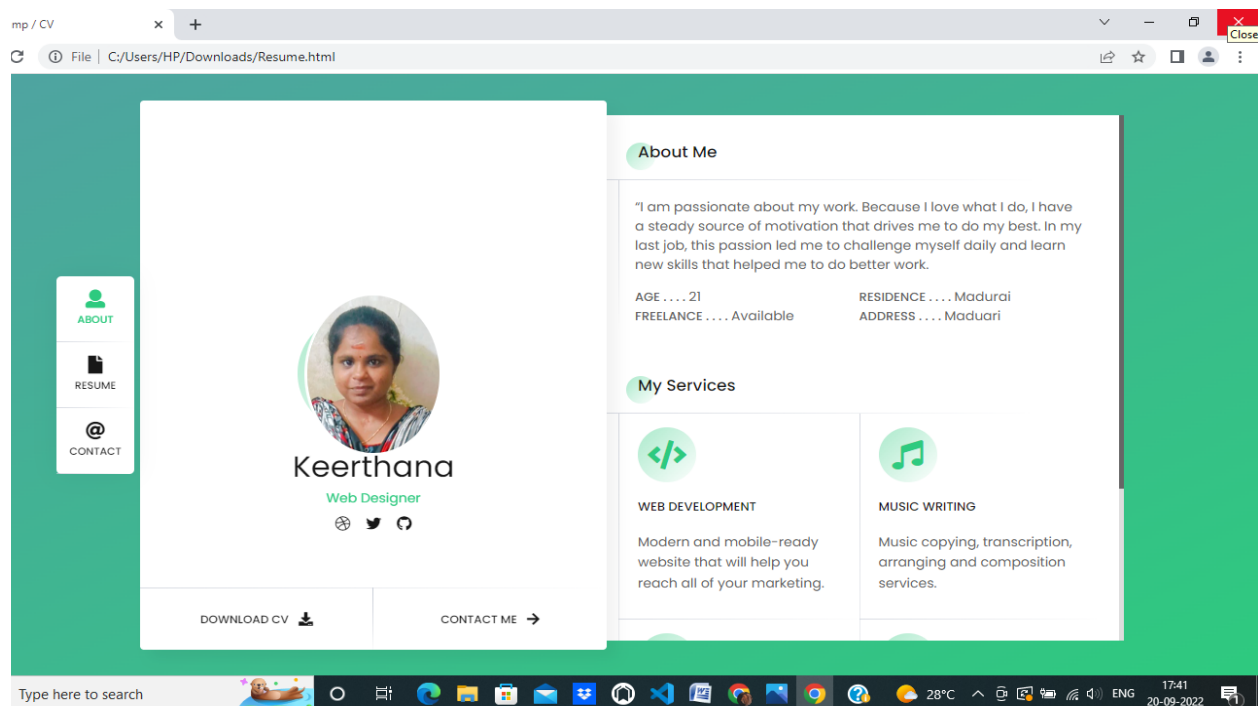 mp / CV
Close
File | C:/Users/HP/Downloads/Resume.html
ABOUT
RESUME
@
CONTACT
Keerthana
Web Designer
DOWNLOAD CV
CONTACT ME
About Me
“I am passionate about my work. Because I love what I do, I have
a steady source of motivation that drives me to do my best. In my
last job, this passion led me to challenge myself daily and learn
new skills that helped me to do better work.
AGE . . . . 21
RESIDENCE . . . . Madurai
FREELANCE . . . . Available
ADDRESS . . . . Maduari
My Services
</>
WEB DEVELOPMENT
Modern and mobile-ready
website that will help you
reach all of your marketing.
MUSIC WRITING
Music copying, transcription,
arranging and composition
services.
Type here to search
28°C
ENG
17:41
20-09-2022
1